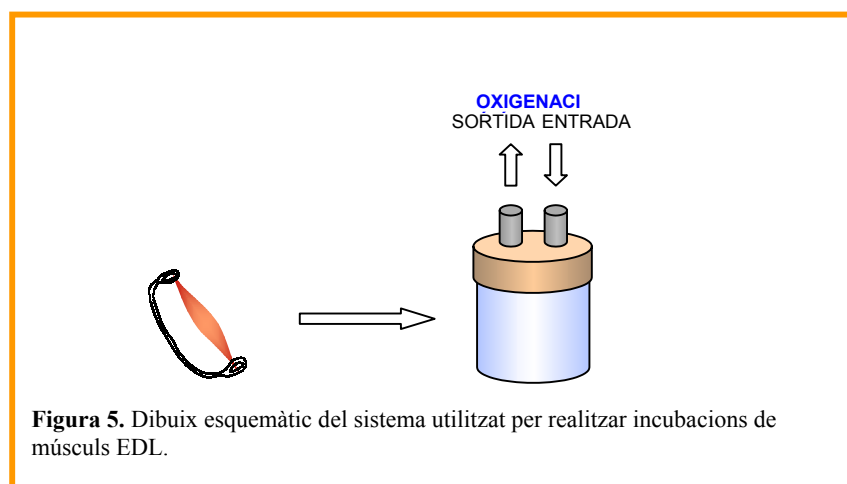 OXIGENACI
SORTIDA ENTRADA
Figura 5. Dibuix esquemàtic del sistema utilitzat per realitzar incubacions de
músculs EDL.